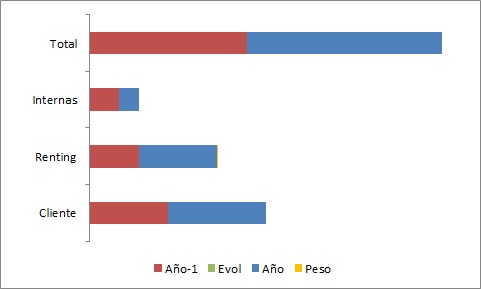 Total
Internas
Renting
Cliente
Año-1 Evol Año Peso